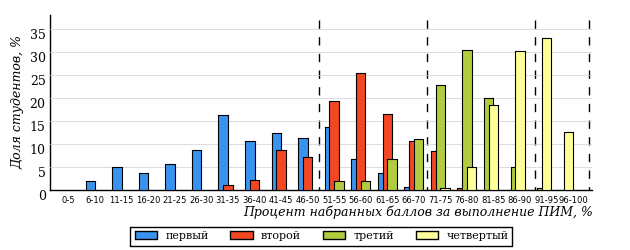 Доля студентов, %
35
30
25
20
15
10
5
0
0-5 6-10 11-15 16-20 21-25 26-30 31-35 36-40 41-45 46-50 51-55 56-60 61-65 66-70 71-75 76-80 81-85 86-90 91-95 96-100
Процент набранных баллов за выполнение ПИМ, %
первый второй третий четвертый